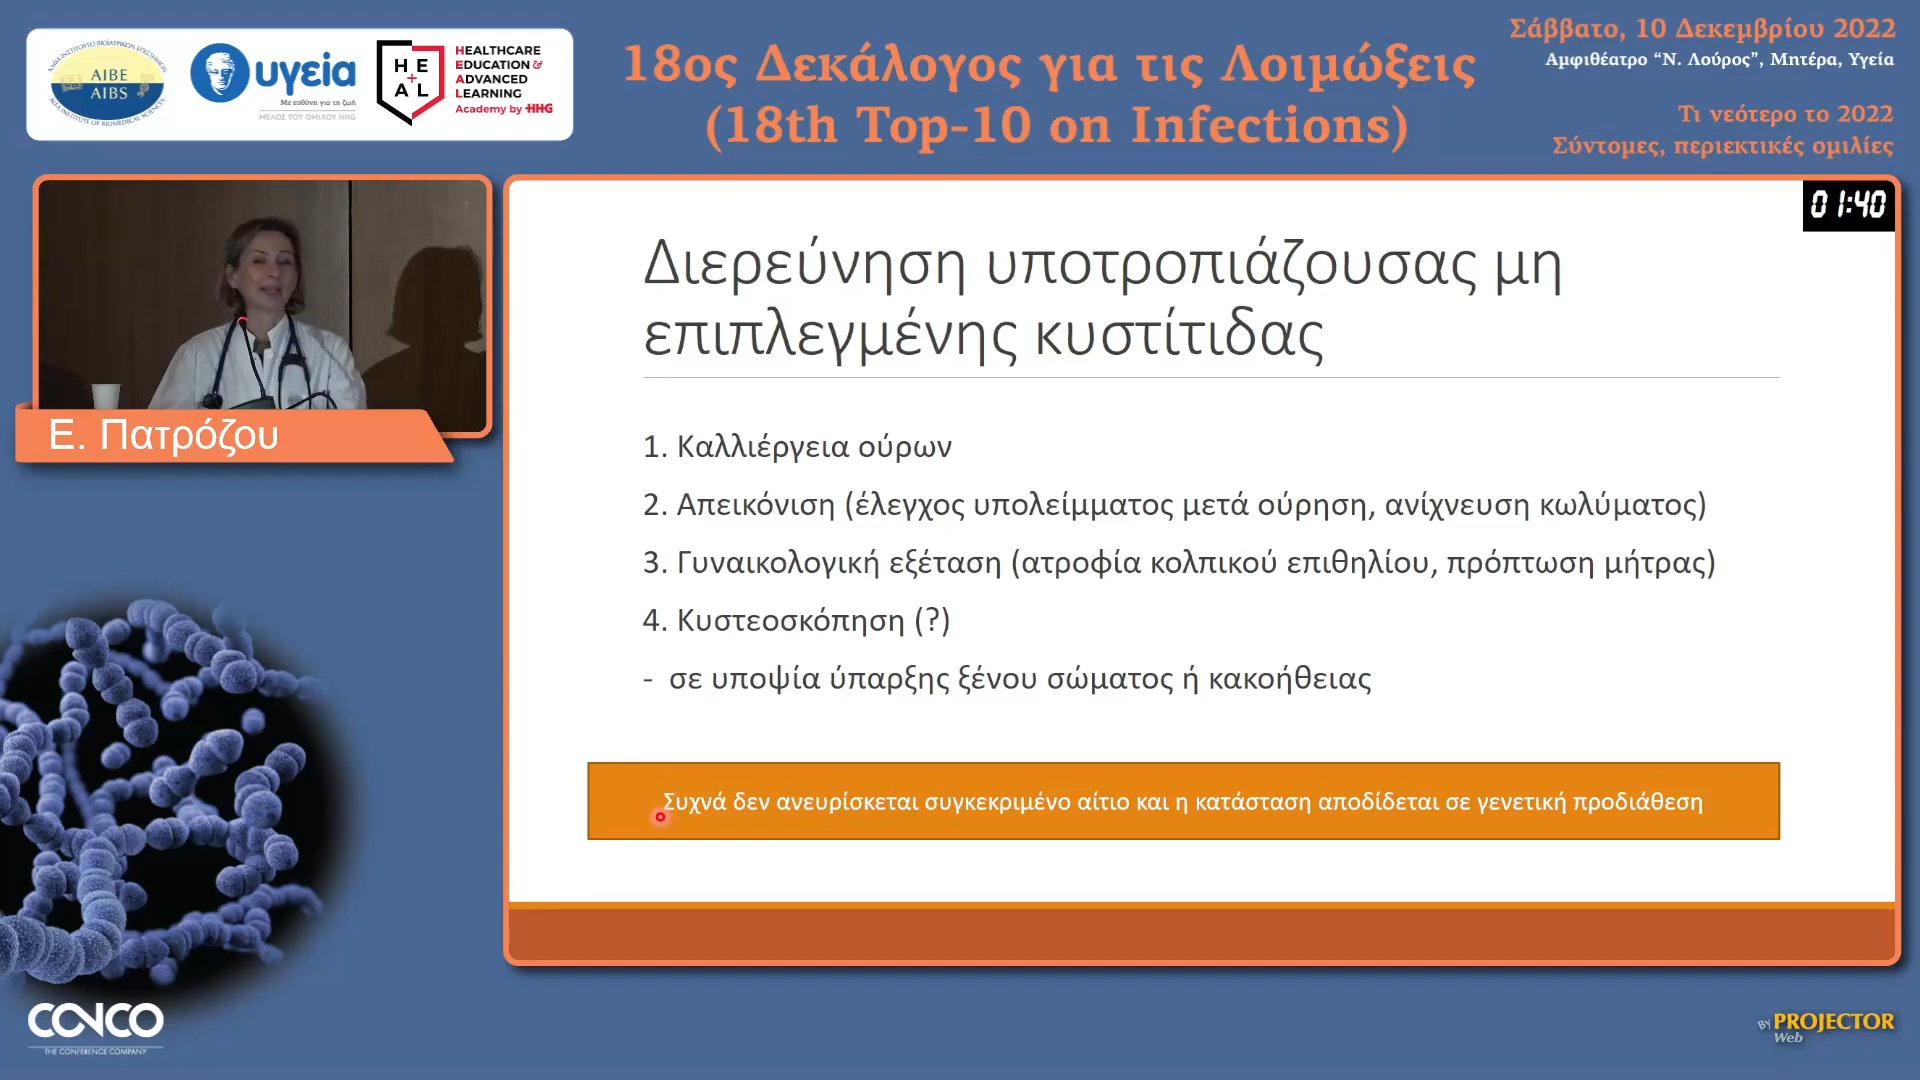 ΑΙΒΕ
AIBS
υγεία
Με ευθύνη για τη ζωή
ΜΕΛΟΣ ΤΟΥ ΟΜΙΛΟΥ HHG
HE
+
AL
HEALTHCARE
EDUCATION &
ADVANCED
LEARNING
Academy by HHG
18ος Δεκάλογος για τις Λοιμώξεις
(18th Top-10 on Infections)
Σάββατο, 10 Δεκεμβρίου 2022
Αμφιθέατρο “Ν. Λούρος”, Μητέρα, Υγεία
Τι νεότερο το 2022
Σύντομες, περιεκτικές ομιλίες
01:40
Ε. Πατρόζου
Διερεύνηση υποτροπιάζουσας μη
επιπλεγμένης κυστίτιδας
1. Καλλιέργεια ούρων
2. Απεικόνιση (έλεγχος υπολείμματος μετά ούρηση, ανίχνευση κωλύματος)
3. Γυναικολογική εξέταση (ατροφία κολπικού επιθηλίου, πρόπτωση μήτρας)
4. Κυστεοσκόπηση (?)
- σε υποψία ύπαρξης ξένου σώματος ή κακοήθειας
Συχνά δεν ανευρίσκεται συγκεκριμένο αίτιο και η κατάσταση αποδίδεται σε γενετική προδιάθεση
CONCO
THE CONFERENCE COMPANY
By PROJECTOR
Web